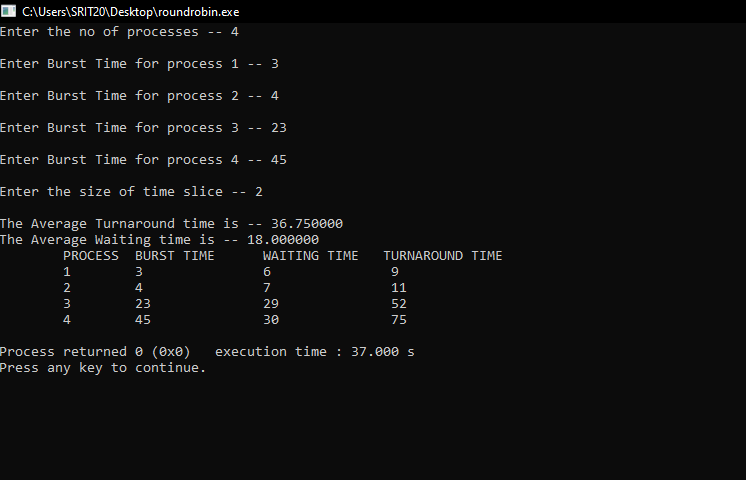 C:\Users\SRIT20\Desktop\roundrobin.exe
Enter the no of processes -- 4
Enter Burst Time for process 1 -- 3
Enter Burst Time for process 2 -- 4
Enter Burst Time for process 3 -- 23
Enter Burst Time for process 4 -- 45
Enter the size of time slice -- 2
The Average Turnaround time is -- 36.750000
The Average Waiting time is -- 18.000000
PROCESS BURST TIME WAITING TIME TURNAROUND TIME
1 3 6 9
2 4 7 11
3 23 29 52
4 45 30 75
Process returned 0 (0x0) execution time : 37.000 s
Press any key to continue.